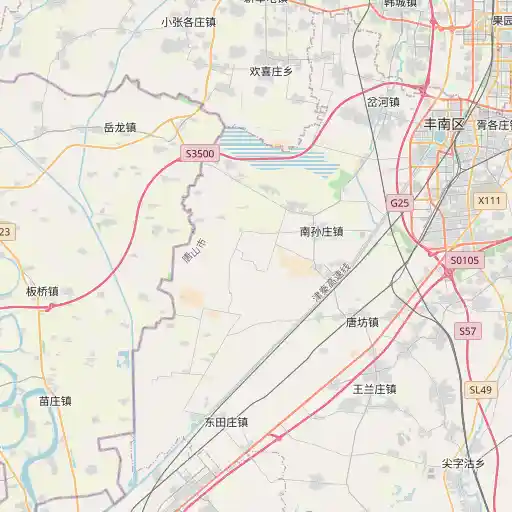 韩城镇
小张各庄镇
果园
欢喜庄乡
岔河镇
岳龙镇
丰南区
胥各庄镇
S3500
X111
G25
23
南孙庄镇
唐山市
S0105
津秦高速线
板桥镇
唐坊镇
S57
王兰庄镇
SL49
苗庄镇
东田庄镇
尖字沽乡